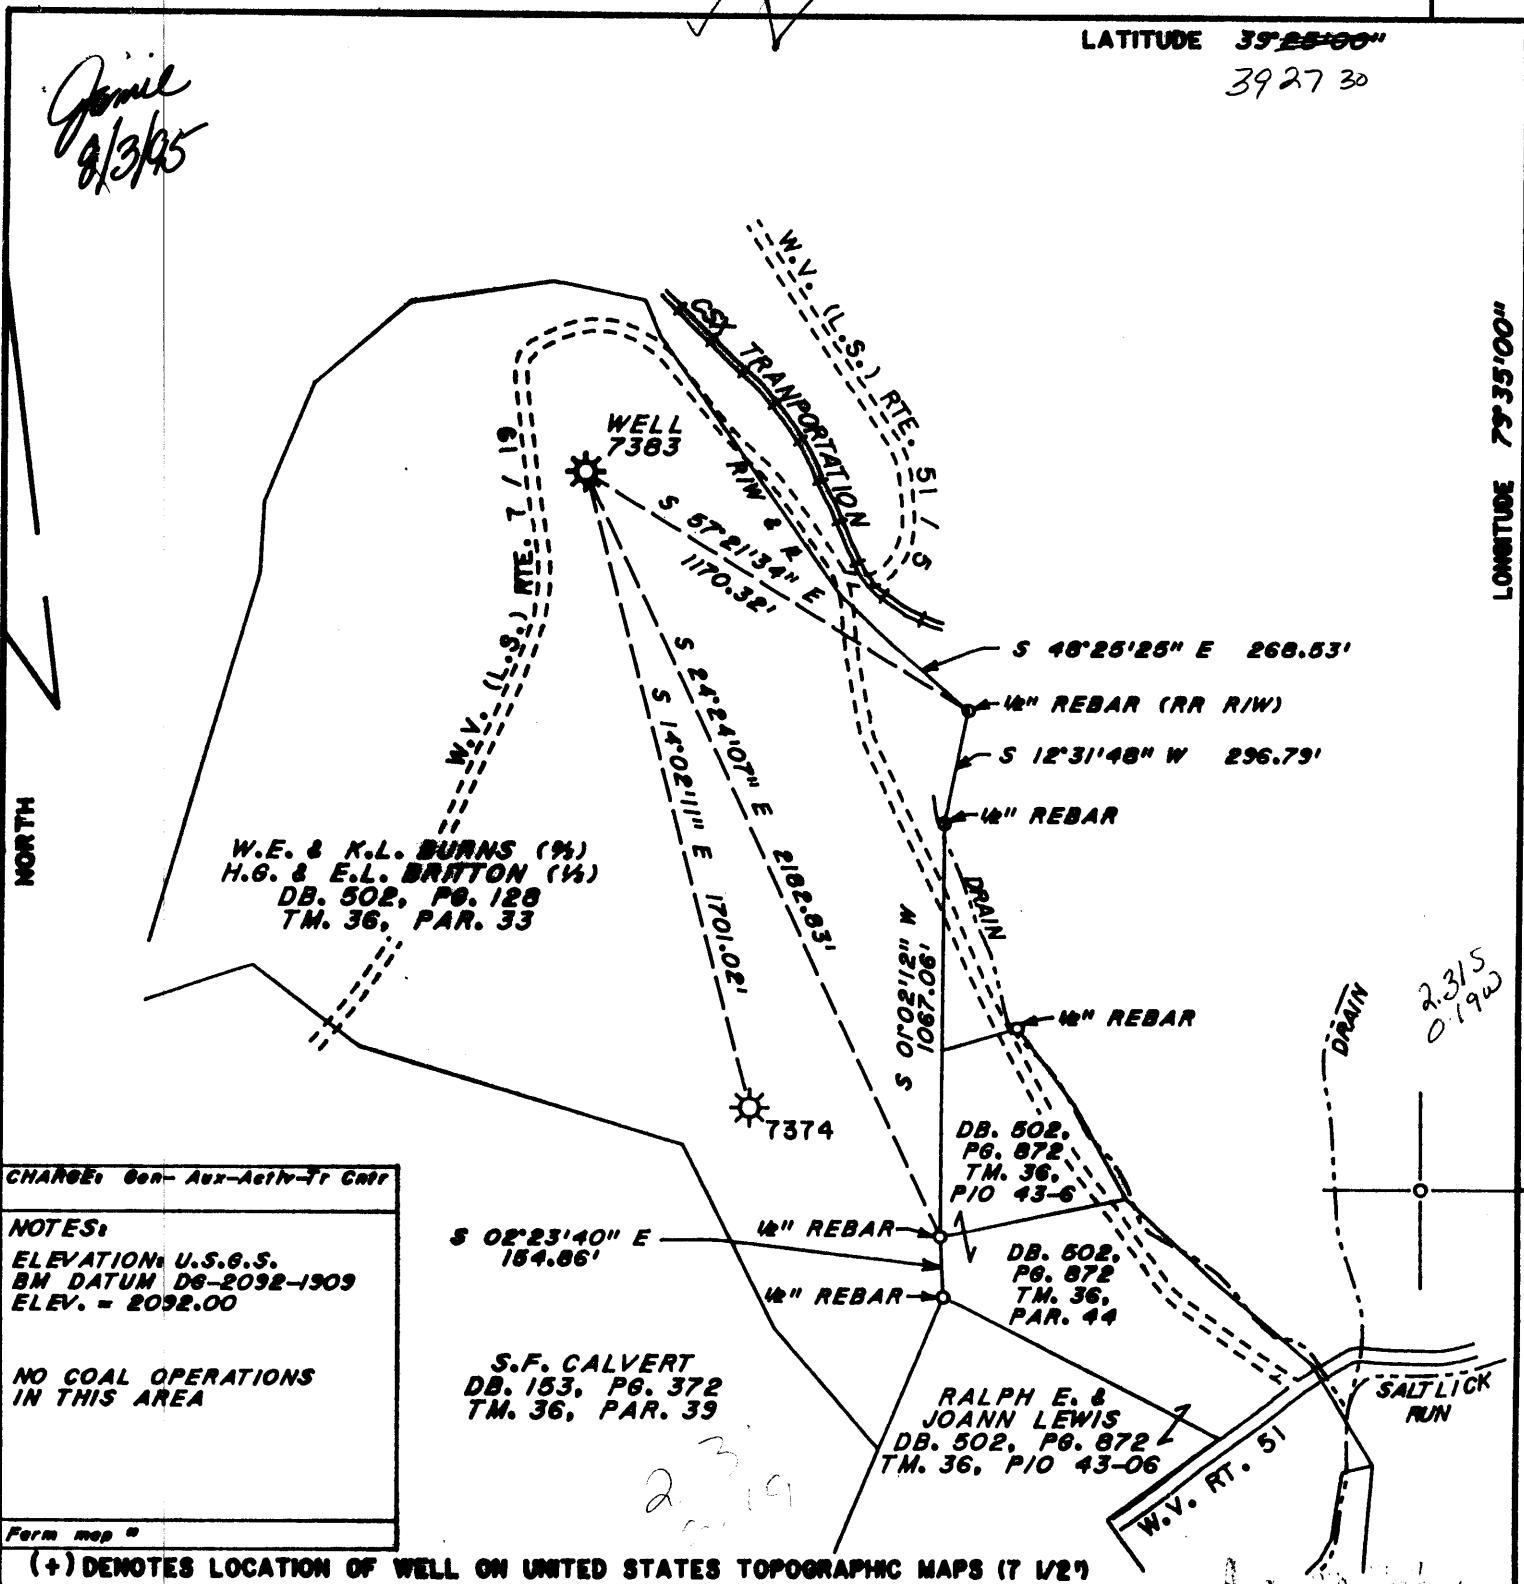 LATITUDE 39°25'00"
39 27 30
Jamie
8/3/95
LONGITUDE 79°35'00"
NORTH
W.V. (L.S.) RTE. 51 / 5
CSX TRANPORTATION
R/W &
WELL
7383
W.V. (L.S.) RTE. 7 / 19
S 57°21'34" E
1170.32'
S 24°24'07" E 2182.83'
S 14°02'11" E 1701.02'
S 48°25'25" E 268.53'
1/2" REBAR (RR R/W)
S 12°31'48" W 296.79'
1/2" REBAR
DRAIN
W.E. & K.L. BURNS (2/3)
H.G. & E.L. BRITTON (1/3)
DB. 502, PG. 128
TM. 36, PAR. 33
S 01°02'12" W
1067.06'
1/2" REBAR
DRAIN
2.315
0.19W
7374
DB. 502,
PG. 872
TM. 36,
P/O 43-6
S 02°23'40" E
154.86'
1/2" REBAR
1/2" REBAR
DB. 502,
PG. 872
TM. 36,
PAR. 44
CHARGE: Gen- Aux-Activ-Tr Cntr
NOTES:
ELEVATION: U.S.G.S.
BM DATUM DG-2092-1909
ELEV. = 2092.00
NO COAL OPERATIONS
IN THIS AREA
S.F. CALVERT
DB. 153, PG. 372
TM. 36, PAR. 39
RALPH E. &
JOANN LEWIS
DB. 502, PG. 872
TM. 36, P/O 43-06
SALTLICK
RUN
W.V. RT. 51
Farm map "
(+) DENOTES LOCATION OF WELL ON UNITED STATES TOPOGRAPHIC MAPS (7 1/2")